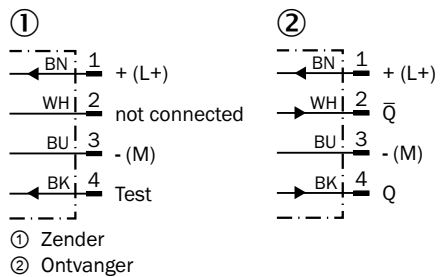 ① ②
BN 1 + (L+)
WH 2 not connected
BU 3 - (M)
BK 4 Test
BN 1 + (L+)
WH 2 Q̅
BU 3 - (M)
BK 4 Q
① Zender
② Ontvanger